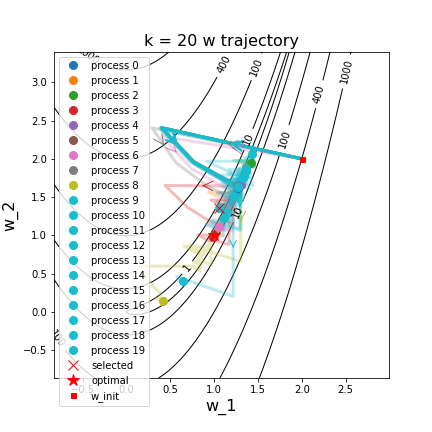 k = 20 w trajectory
process 0
process 1
process 2
process 3
process 4
process 5
process 6
process 7
process 8
process 9
process 10
process 11
process 12
process 13
process 14
process 15
process 16
process 17
process 18
process 19
selected
optimal
w_init
400
100
1000
400
100
10
10
1
3.0
2.5
2.0
1.5
1.0
0.5
0.0
−0.5
w_2
−0.5
0.0
0.5
1.0
1.5
2.0
2.5
w_1